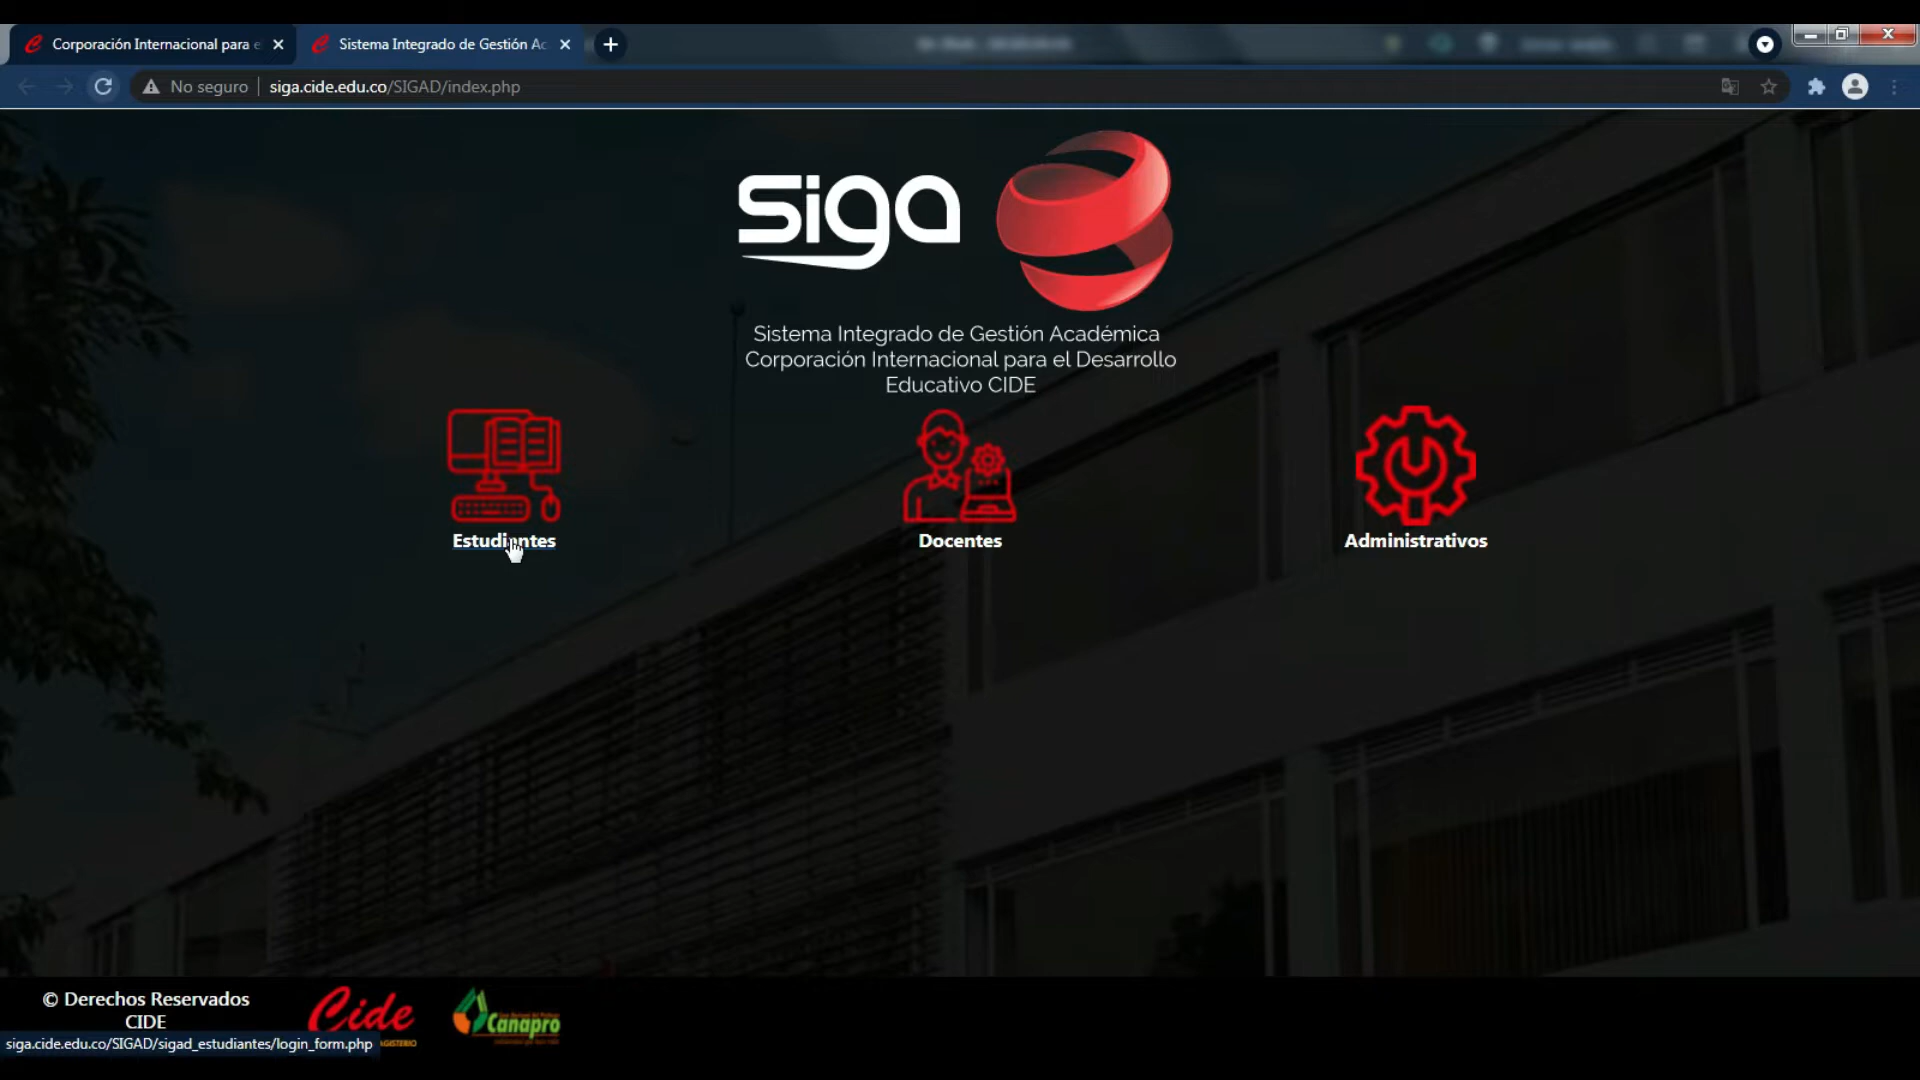 Corporación Internacional para e
Sistema Integrado de Gestión Ac
No seguro
siga.cide.edu.co/SIGAD/index.php
siga
Sistema Integrado de Gestión Académica
Corporación Internacional para el Desarrollo
Educativo CIDE
Estudiantes
Docentes
Administrativos
© Derechos Reservados
CIDE
Cide
Canapro
siga.cide.edu.co/SIGAD/sigad_estudiantes/login_form.php